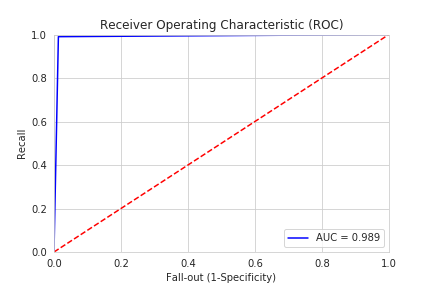 Receiver Operating Characteristic (ROC)
1.0
0.8
0.6
0.4
0.2
0.0
Recall
AUC = 0.989
0.0 0.2 0.4 0.6 0.8 1.0
Fall-out (1-Specificity)